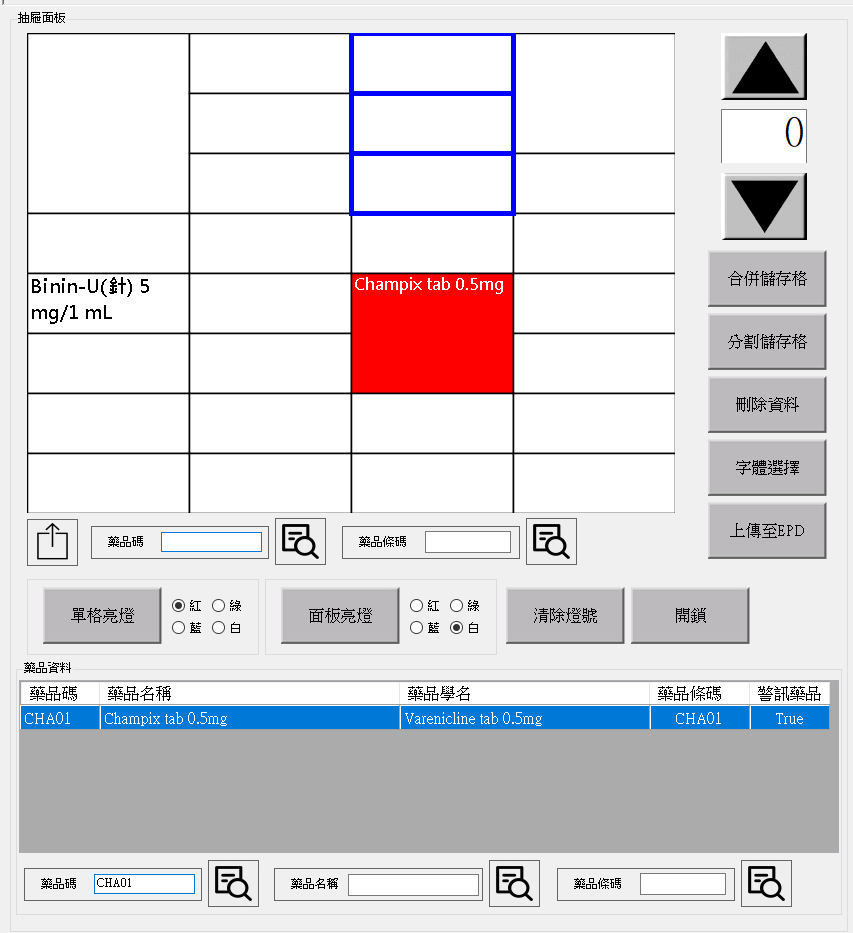 抽屜面板
0
合併儲存格
Binin-U(針) 5
mg/1 mL
Champix tab 0.5mg
分割儲存格
刪除資料
字體選擇
上傳至EPD
藥品碼
藥品條碼
單格亮燈
紅 綠
藍 白
面板亮燈
紅 綠
藍 白
清除燈號
開鎖
藥品資料
藥品碼 藥品名稱 藥品學名 藥品條碼 警訊藥品
CHA01 Champix tab 0.5mg Varenicline tab 0.5mg CHA01 True
藥品碼 CHA01 藥品名稱 藥品條碼